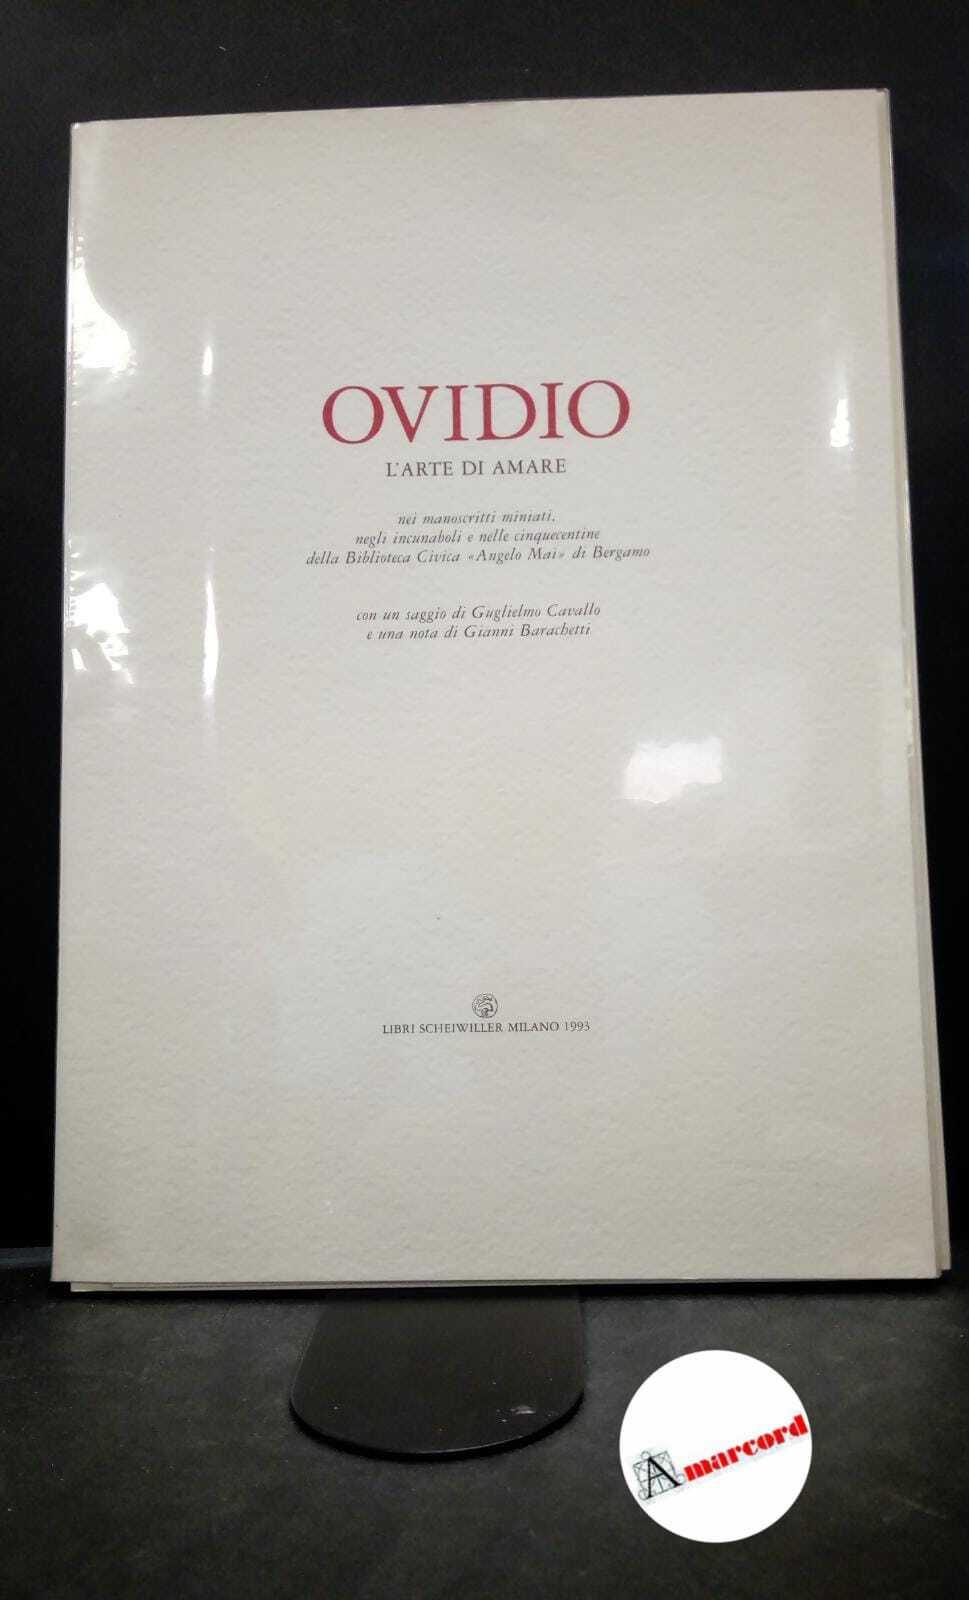 OVIDIO
L'ARTE DI AMARE
nei manoscritti miniati,
negli incunaboli e nelle cinquecentine
della Biblioteca Civica «Angelo Mai» di Bergamo
con un saggio di Guglielmo Cavallo
e una nota di Gianni Barachetti
LIBRI SCHEIWILLER MILANO 1993
Amarcord